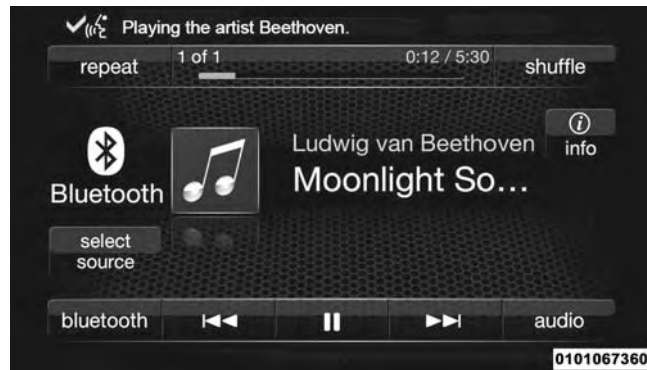 Playing the artist Beethoven.
repeat
1 of 1
0:12 / 5:30
shuffle
Ludwig van Beethoven
info
Moonlight So...
Bluetooth
select
source
bluetooth
audio
0101067360